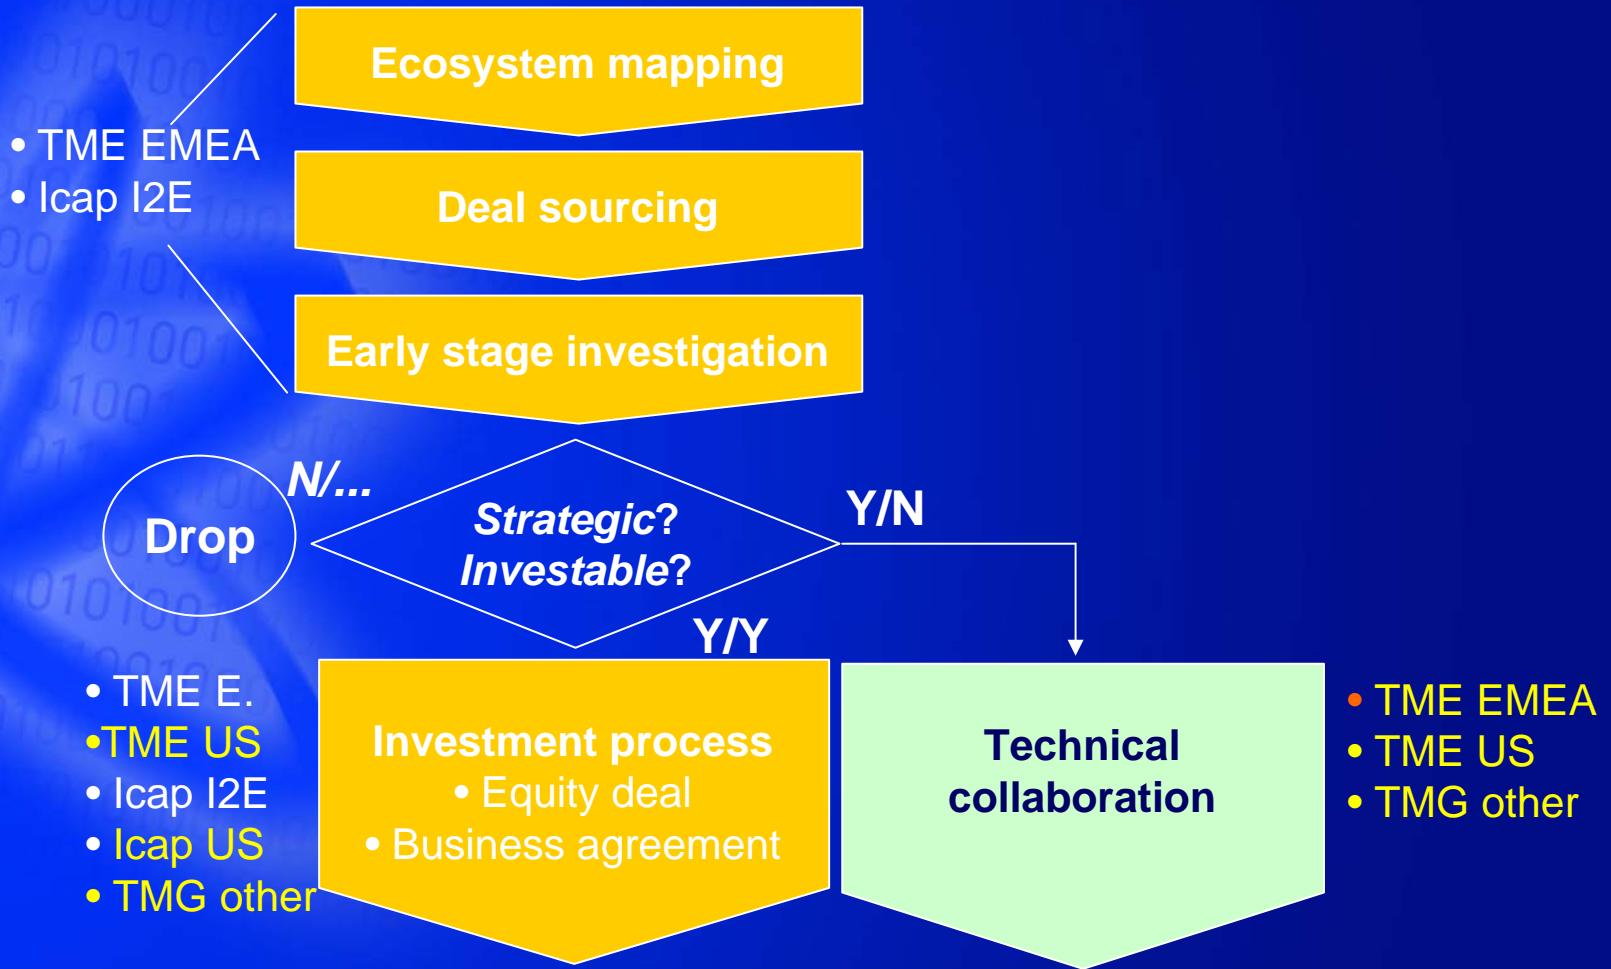 Ecosystem mapping
• TME EMEA
• Icap I2E
Deal sourcing
Early stage investigation
N/...
Drop
Strategic?
Investable?
Y/N
Y/Y
• TME E.
•TME US
• Icap I2E
• Icap US
• TMG other
Investment process
• Equity deal
• Business agreement
Technical
collaboration
• TME EMEA
• TME US
• TMG other